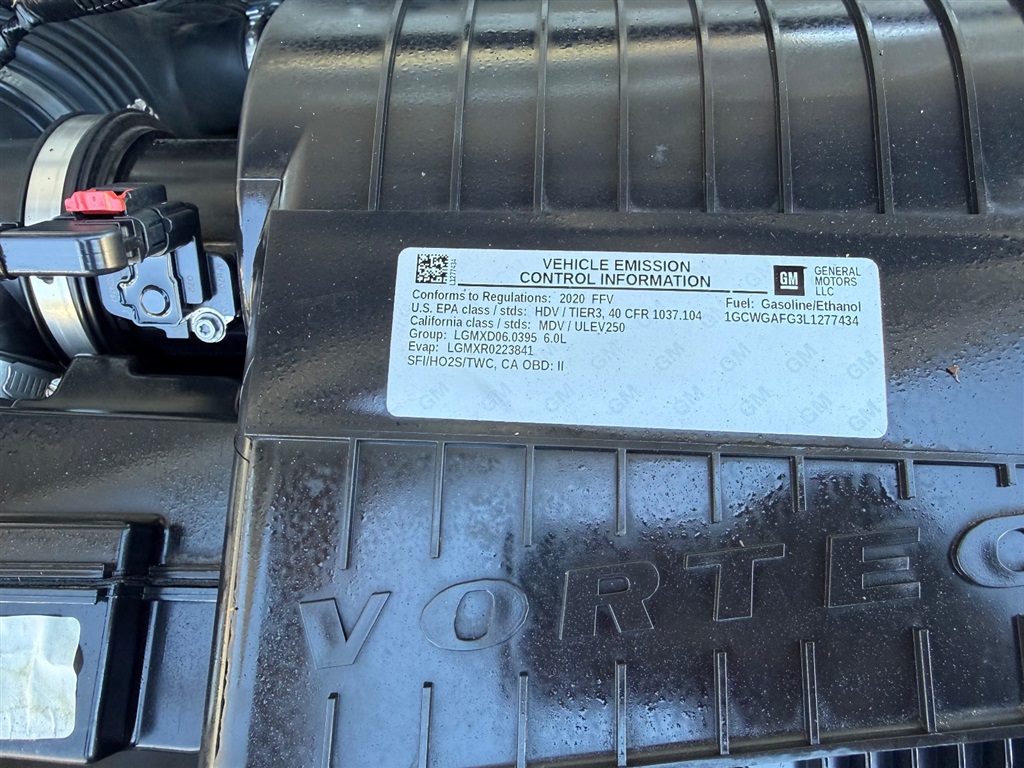 L1277434
VEHICLE EMISSION
CONTROL INFORMATION
GM
GENERAL
MOTORS
LLC
Conforms to Regulations: 2020 FFV
Fuel: Gasoline/Ethanol
U.S. EPA class / stds: HDV / TIER3, 40 CFR 1037.104
1GCWGAFG3L1277434
California class / stds: MDV / ULEV250
Group: LGMXD06.0395 6.0L
Evap: LGMXR0223841
SFI/HO2S/TWC, CA OBD: II
VORTEC